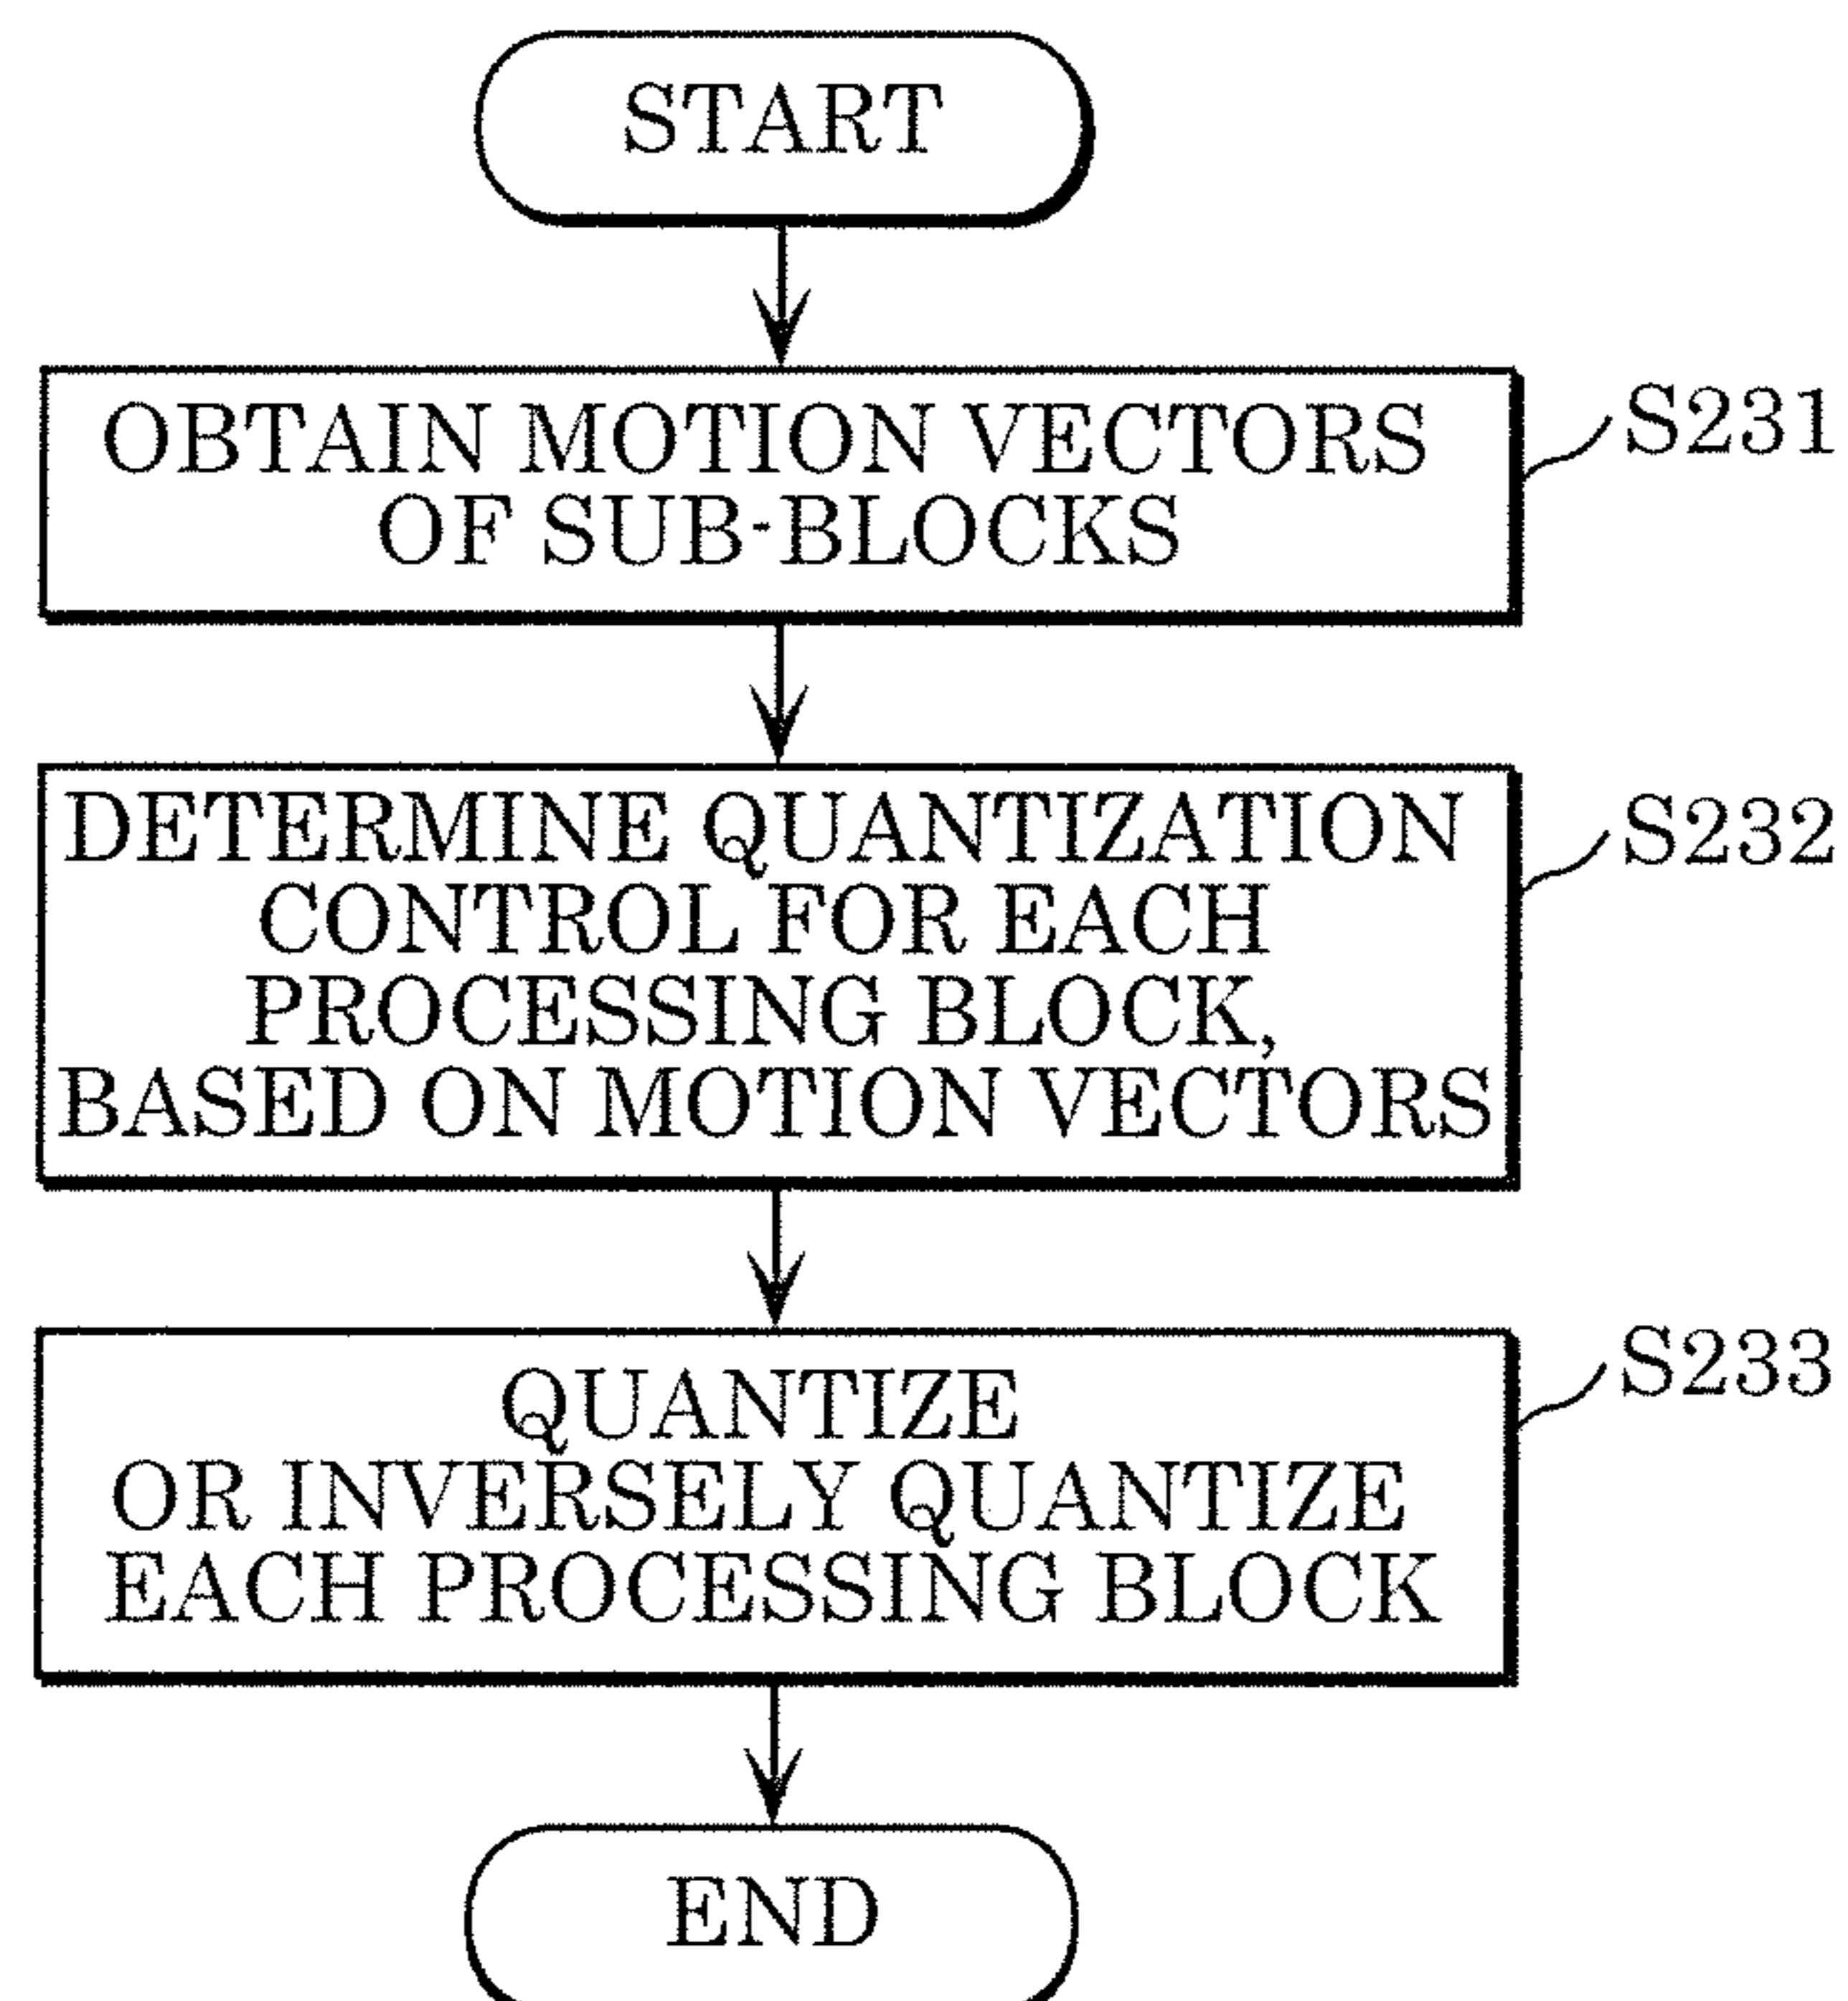 START
OBTAIN MOTION VECTORS
OF SUB-BLOCKS
S231
DETERMINE QUANTIZATION
CONTROL FOR EACH
PROCESSING BLOCK,
BASED ON MOTION VECTORS
S232
QUANTIZE
OR INVERSELY QUANTIZE
EACH PROCESSING BLOCK
S233
END